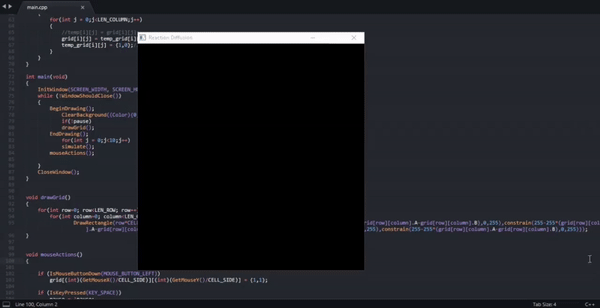 main.cpp
for(int j = 0;j<LEN_COLUMN;j++)
{
//temp[i][j] = grid[i][j]
grid[i][j] = temp_grid[i]
temp_grid[i][j] = {1,0};
}
}
}
int main(void)
{
InitWindow(SCREEN_WIDTH, SCREEN_H
while (!WindowShouldClose())
{
BeginDrawing();
ClearBackground((Color){0
if(!pause)
drawGrid();
EndDrawing();
for(int j = 0;j<10;j++)
simulate();
mouseActions();
}
CloseWindow();
}
void drawGrid()
{
for(int row=0; row<LEN_ROW; row++
for(int column=0; column<LEN_
DrawRectangle(row*CELL
grid[row][column].A-grid[row][column].B),0,255),constrain(255-255*(grid[row][
].A-grid[row][co
,255),constrain(255-255*(grid[row][column].A-grid[row][column].B),0,255)});
}
void mouseActions()
{
if (IsMouseButtonDown(MOUSE_BUTTON_LEFT))
grid[(int)(GetMouseX()/CELL_SIDE)][(int)(GetMouseY()/CELL_SIDE)] = {1,1};
if (IsKeyPressed(KEY_SPACE))
Reaction Diffusion
Line 100, Column 2
Tab Size: 4
C++